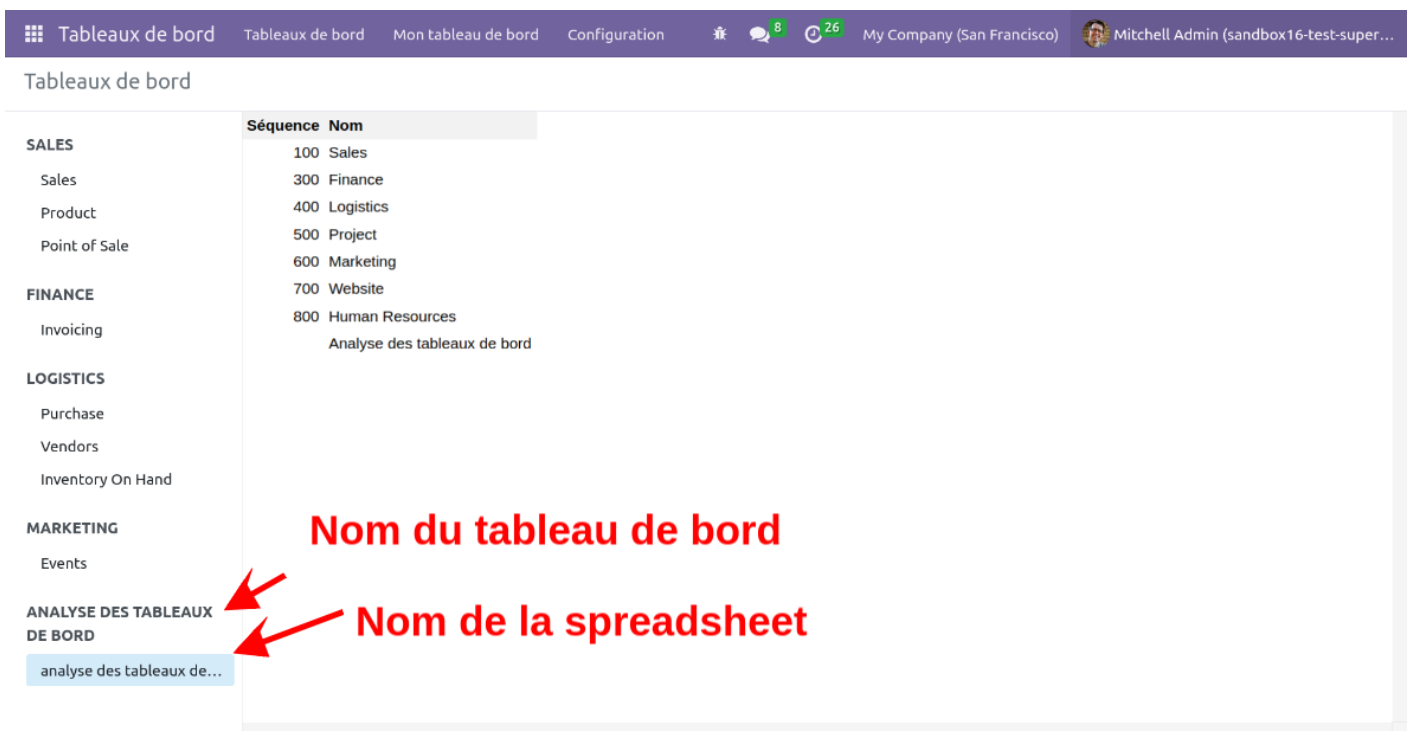 Tableaux de bord Tableaux de bord Mon tableau de bord Configuration 8 26 My Company (San Francisco) Mitchell Admin (sandbox16-test-super...
Tableaux de bord
SALES
Sales
Product
Point of Sale
FINANCE
Invoicing
LOGISTICS
Purchase
Vendors
Inventory On Hand
MARKETING
Events
ANALYSE DES TABLEAUX
DE BORD
analyse des tableaux de...
Séquence Nom
100 Sales
300 Finance
400 Logistics
500 Project
600 Marketing
700 Website
800 Human Resources
Analyse des tableaux de bord
Nom du tableau de bord
Nom de la spreadsheet